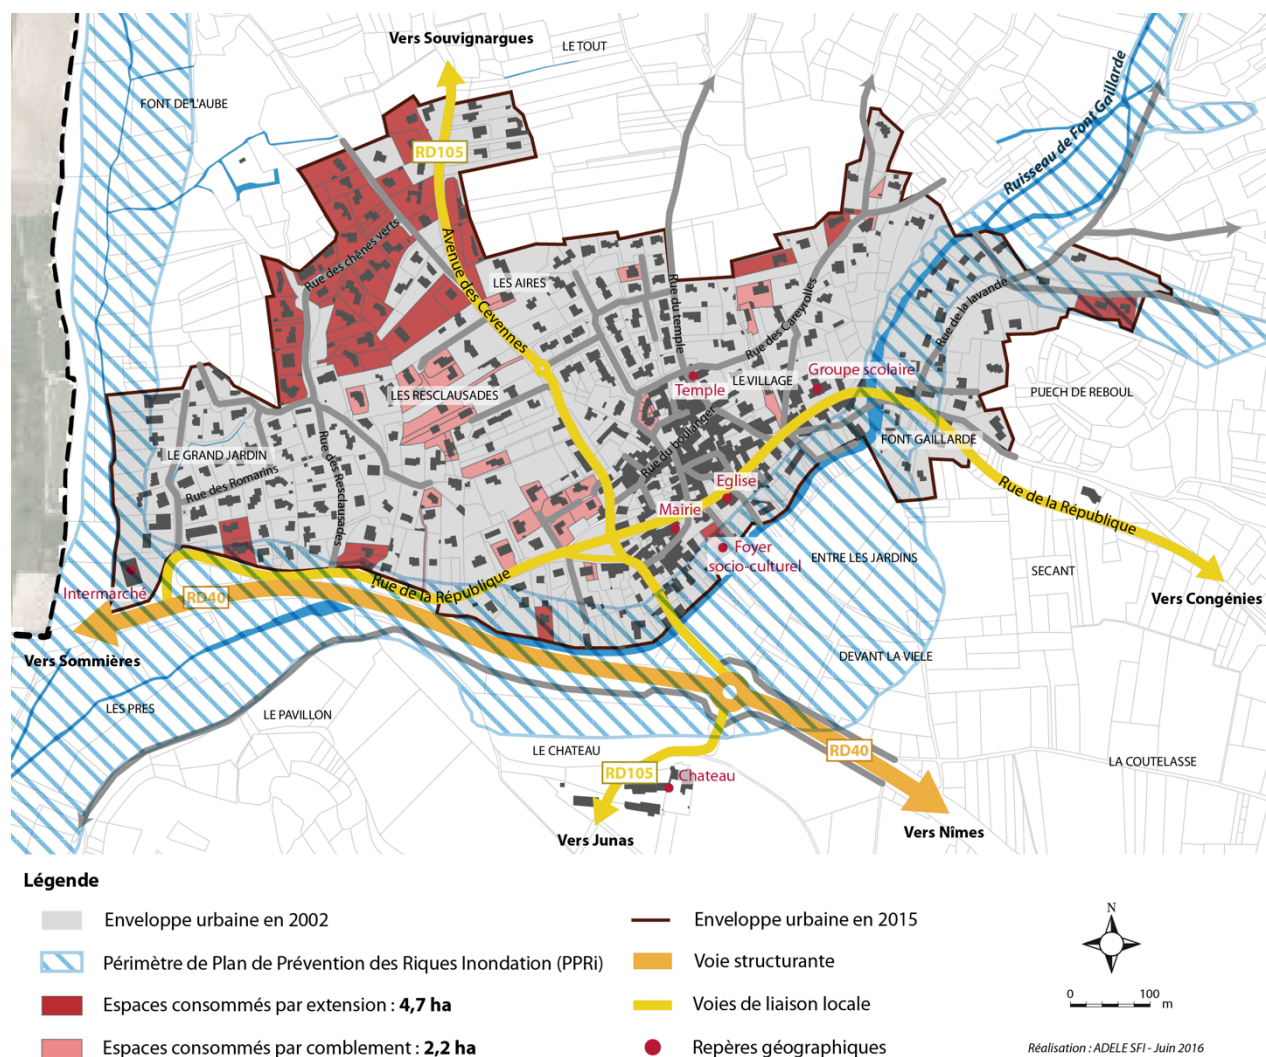 Vers Souvignargues
LE TOUT
FONT DE L'AUBE
RD105
Ruisseau de Font Gaillarde
Rue des chênes verts
Avenue des Cevennes
LES AIRES
Rue du temple
Rue des Careyrolles
Rue de la lavande
Temple
LE VILLAGE
Groupe scolaire
PUECH DE REBOUL
LES RESCLAUSADES
Rue du boulanger
FONT GAILLARDE
LE GRAND JARDIN
Rue des Romarins
Rue des Resclausades
Eglise
Mairie
Rue de la République
Foyer
socio-culturel
ENTRE LES JARDINS
SECANT
Intermarché
RD40
Rue de la République
Vers Congénies
Vers Sommières
DEVANT LA VIELE
LES PRES
LE PAVILLON
LE CHATEAU
RD40
LA COUTELASSE
RD105
Chateau
Vers Junas
Vers Nîmes
Légende
Enveloppe urbaine en 2002
Enveloppe urbaine en 2015
Périmètre de Plan de Prévention des Riques Inondation (PPRi)
Voie structurante
Espaces consommés par extension : 4,7 ha
Voies de liaison locale
Espaces consommés par comblement : 2,2 ha
Repères géographiques
N
0 100
m
Réalisation : ADELE SFI - Juin 2016